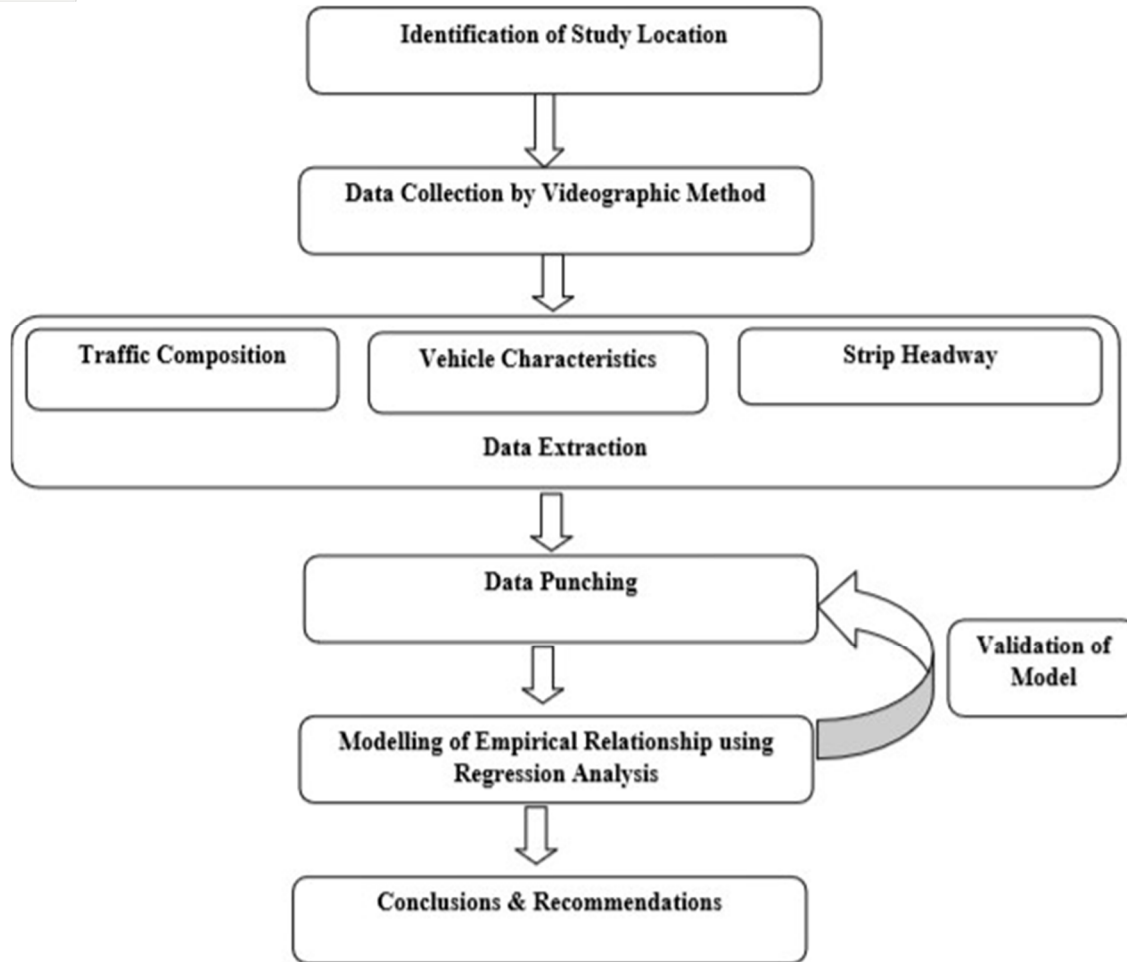 Identification of Study Location
Data Collection by Videographic Method
Traffic Composition
Vehicle Characteristics
Strip Headway
Data Extraction
Data Punching
Validation of
Model
Modelling of Empirical Relationship using
Regression Analysis
Conclusions & Recommendations